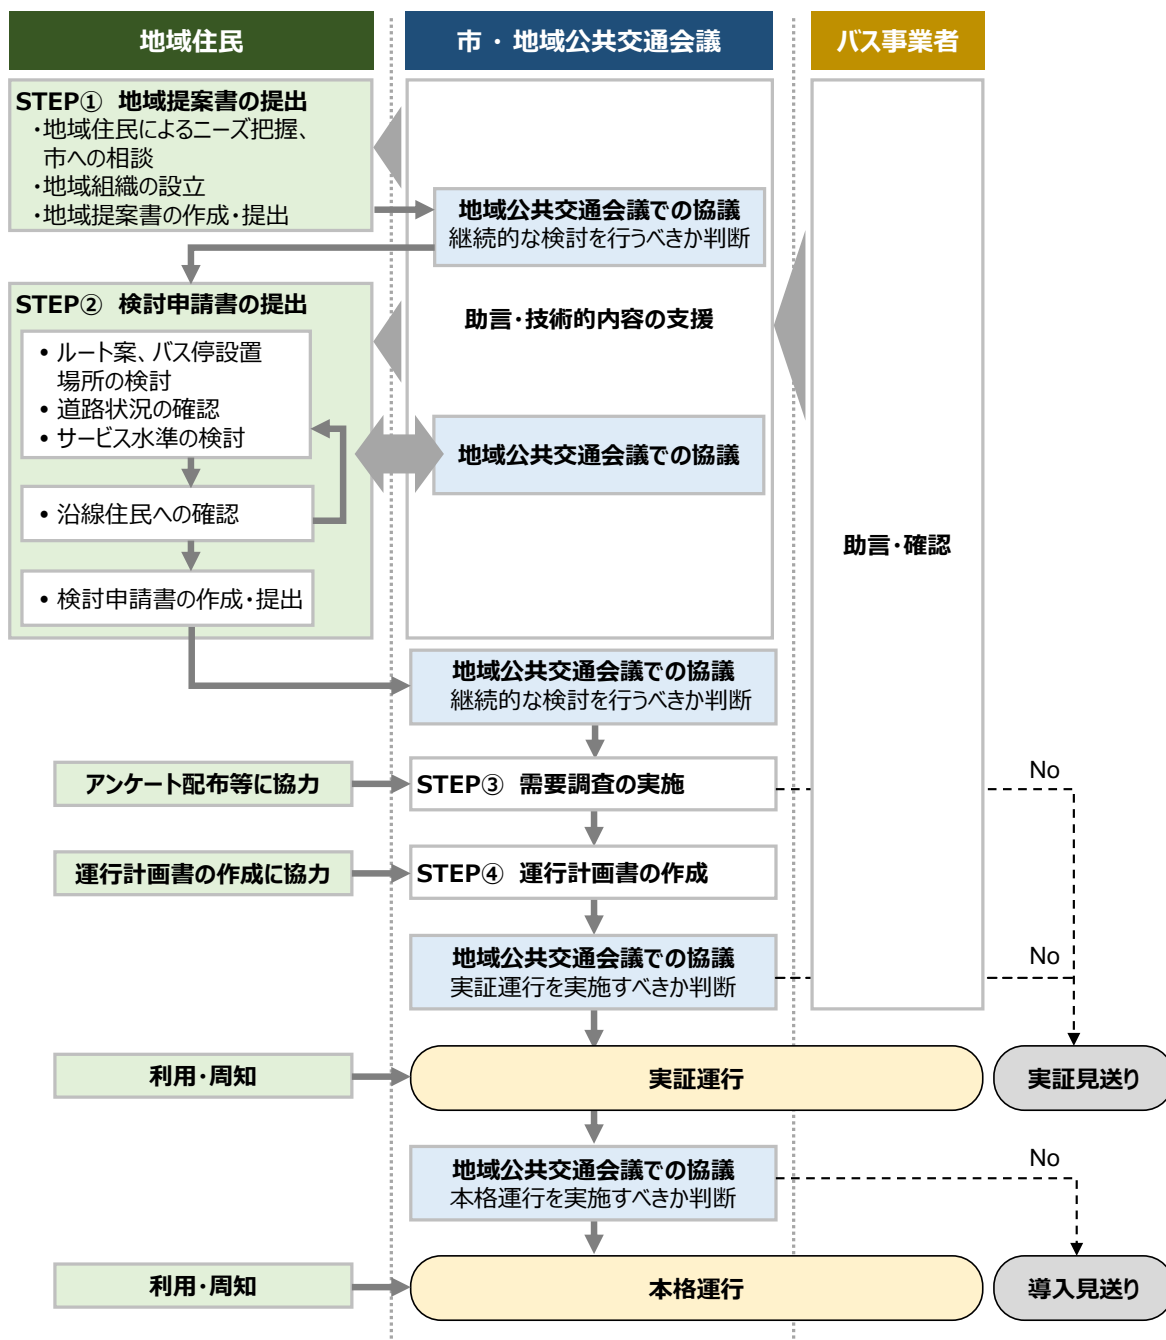 地域住民
市・地域公共交通会議
バス事業者
STEP① 地域提案書の提出
・地域住民によるニーズ把握、
市への相談
・地域組織の設立
・地域提案書の作成・提出
地域公共交通会議での協議
継続的な検討を行うべきか判断
STEP② 検討申請書の提出
• ルート案、バス停設置
場所の検討
• 道路状況の確認
• サービス水準の検討
• 沿線住民への確認
• 検討申請書の作成・提出
助言・技術的内容の支援
地域公共交通会議での協議
助言・確認
地域公共交通会議での協議
継続的な検討を行うべきか判断
アンケート配布等に協力
STEP③ 需要調査の実施
No
運行計画書の作成に協力
STEP④ 運行計画書の作成
地域公共交通会議での協議
実証運行を実施すべきか判断
No
利用・周知
実証運行
実証見送り
地域公共交通会議での協議
本格運行を実施すべきか判断
No
利用・周知
本格運行
導入見送り